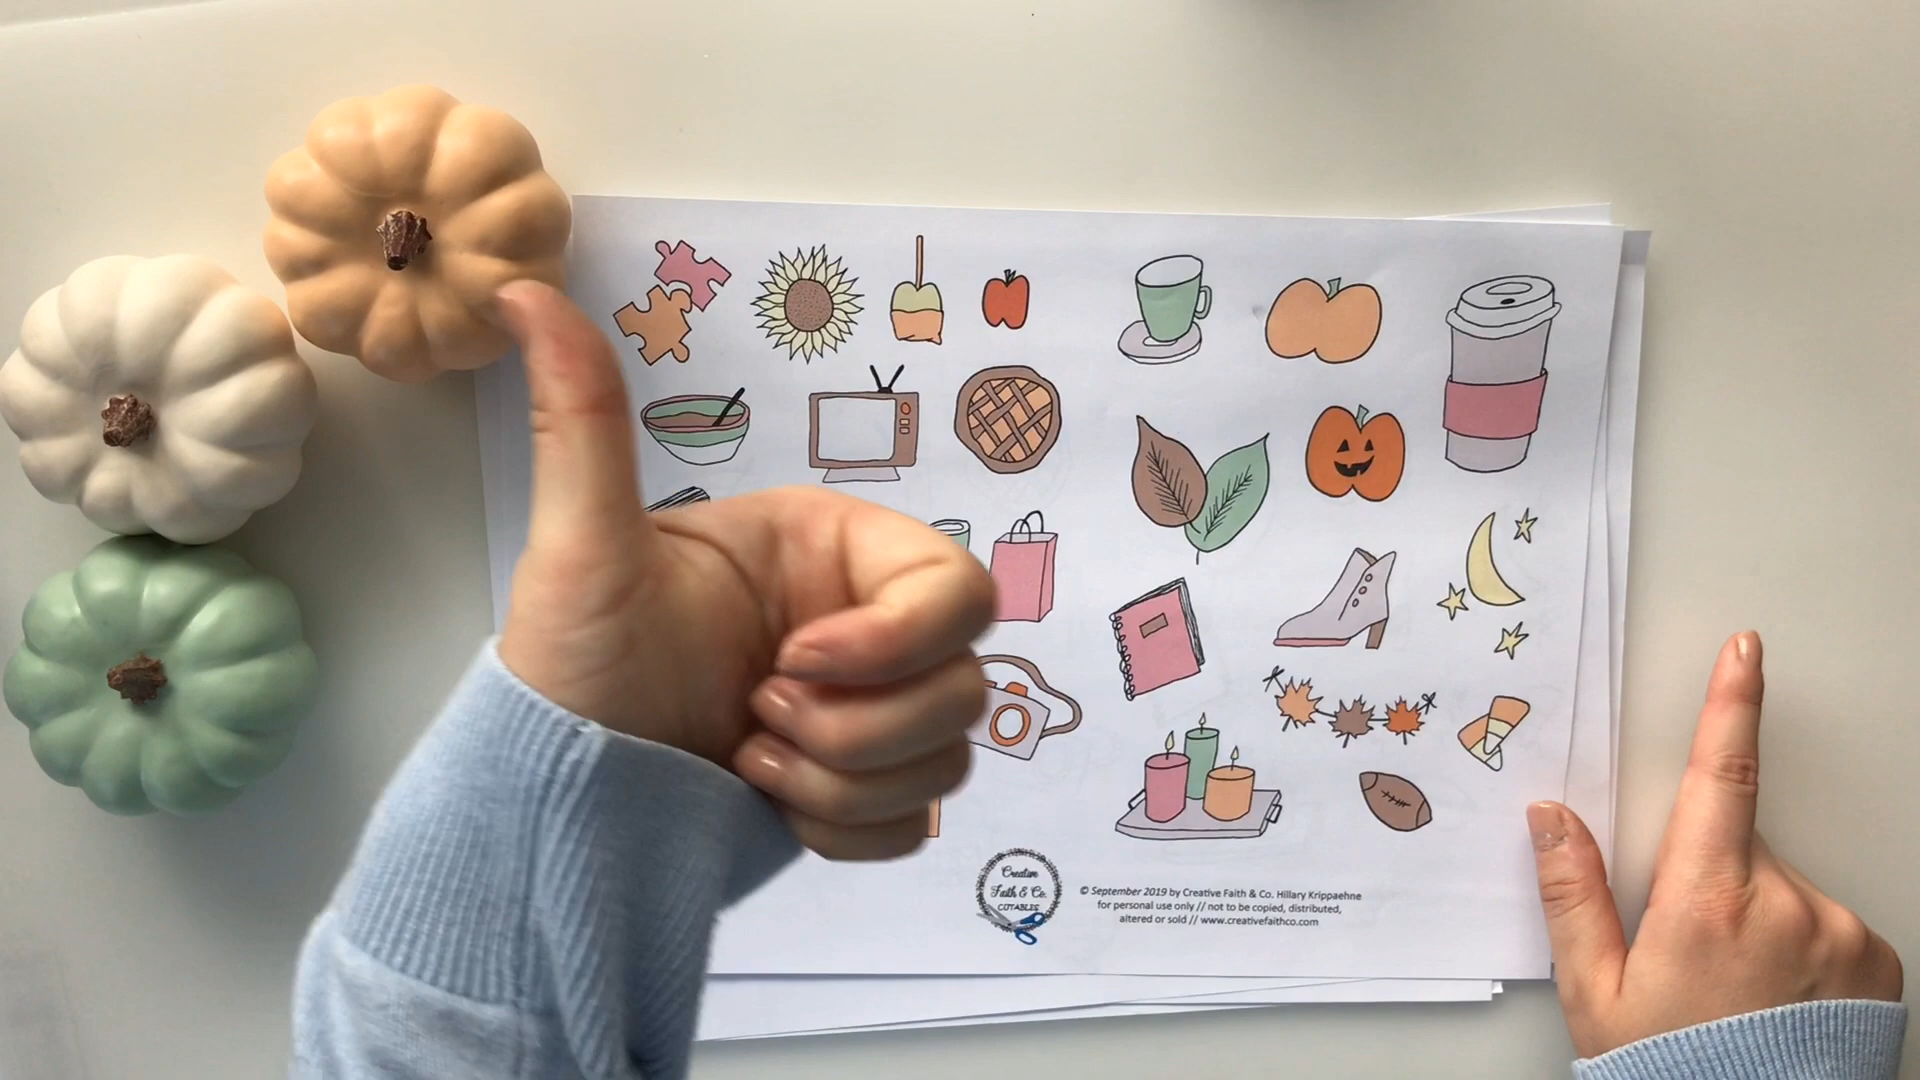 Creative
Faith & Co.
CUTABLES
© September 2019 by Creative Faith & Co. Hillary Krippaehne
for personal use only // not to be copied, distributed,
altered or sold // www.creativefaithco.com